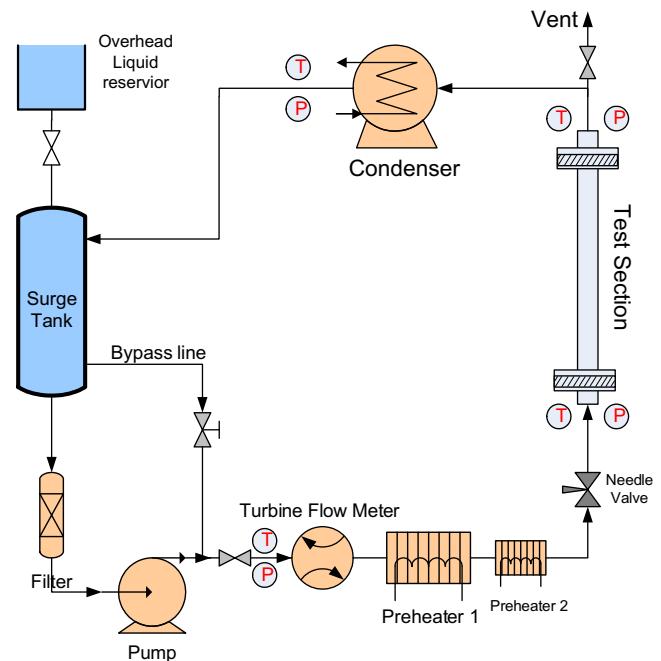 Vent
Overhead
Liquid
reservior
T
P
Condenser
T
P
Test Section
Surge
Tank
Bypass line
T
P
Needle
Valve
Turbine Flow Meter
T
P
Filter
Preheater 1
Preheater 2
Pump